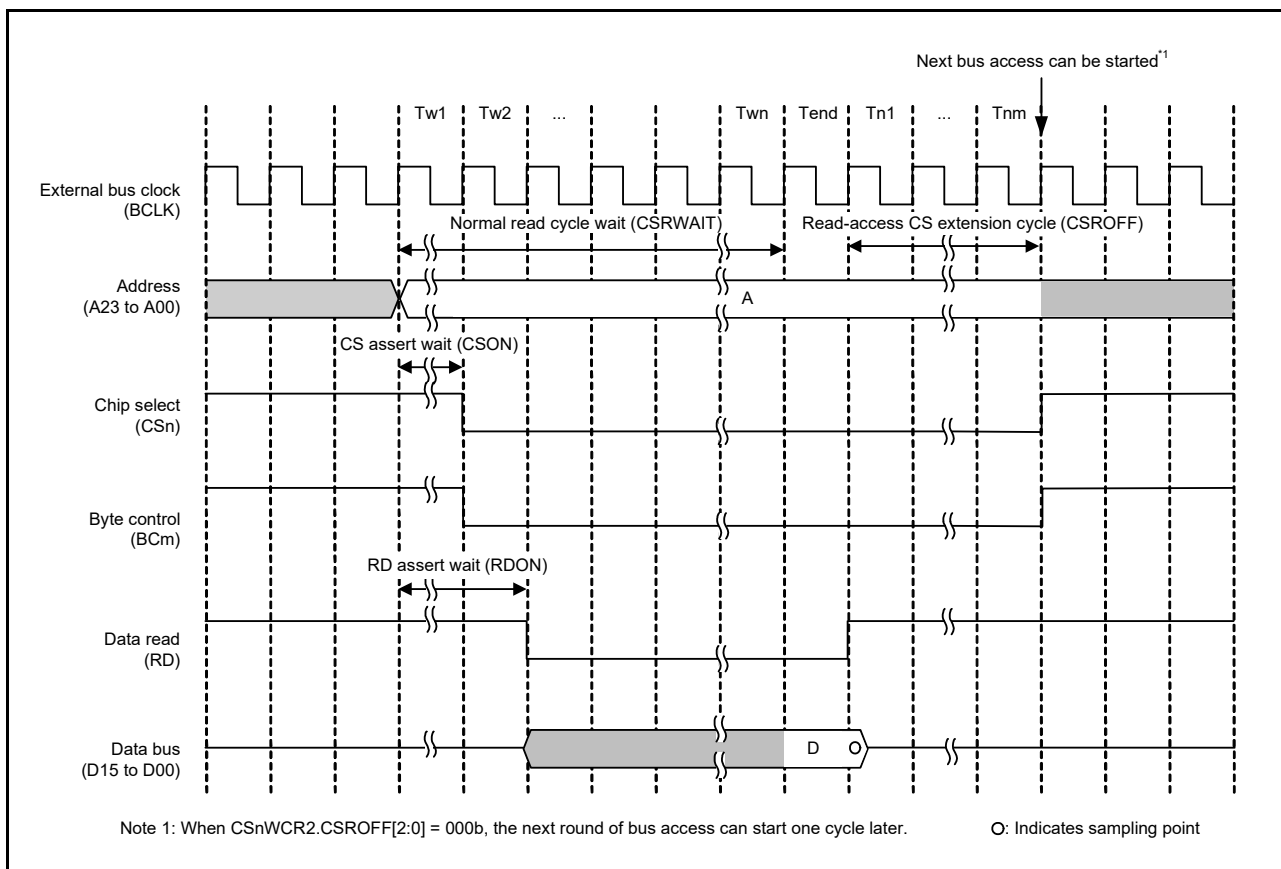 Next bus access can be started*1
Tw1 Tw2 ... Twn Tend Tn1 ... Tnm
External bus clock
(BCLK)
Normal read cycle wait (CSRWAIT) Read-access CS extension cycle (CSROFF)
Address
(A23 to A00)
A
CS assert wait (CSON)
Chip select
(CSn)
Byte control
(BCm)
RD assert wait (RDON)
Data read
(RD)
Data bus
(D15 to D00)
D O
Note 1: When CSnWCR2.CSROFF[2:0] = 000b, the next round of bus access can start one cycle later. O: Indicates sampling point